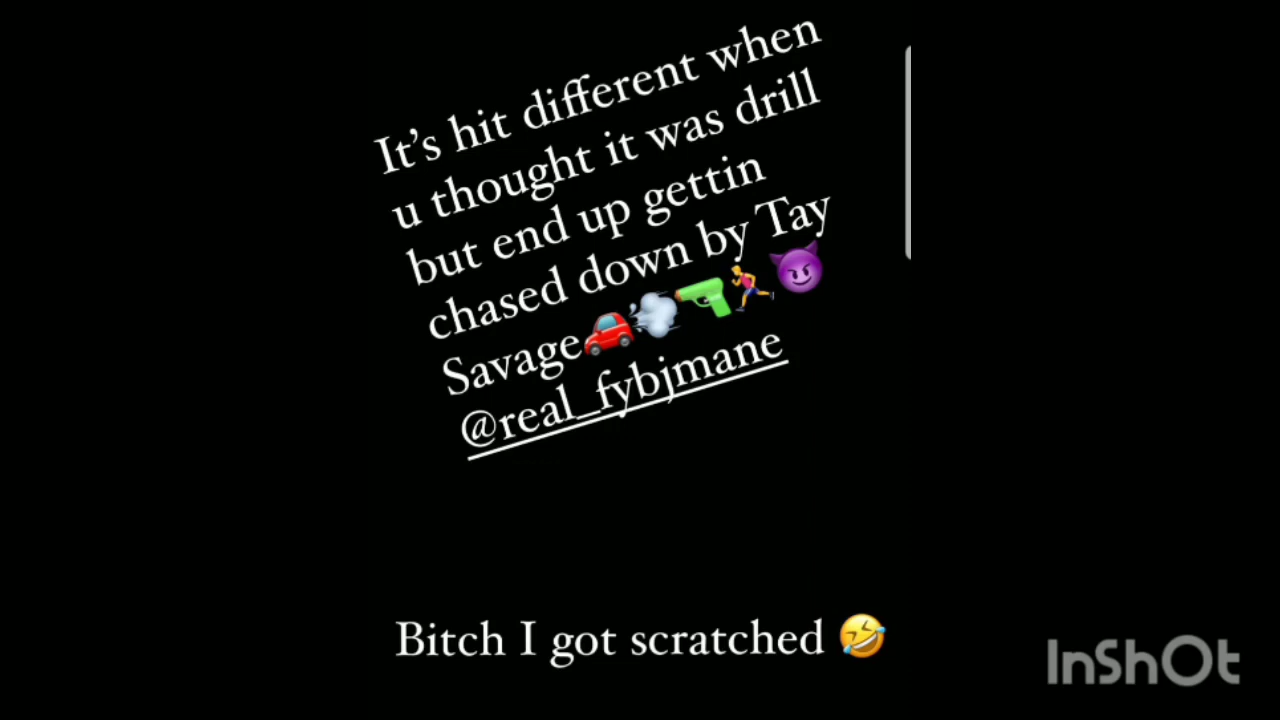 It’s hit different when
u thought it was drill
but end up gettin
chased down by Tay
Savage🚗💨🔫🏃😈
@real_fybjmane
Bitch I got scratched 🤣
InShOt